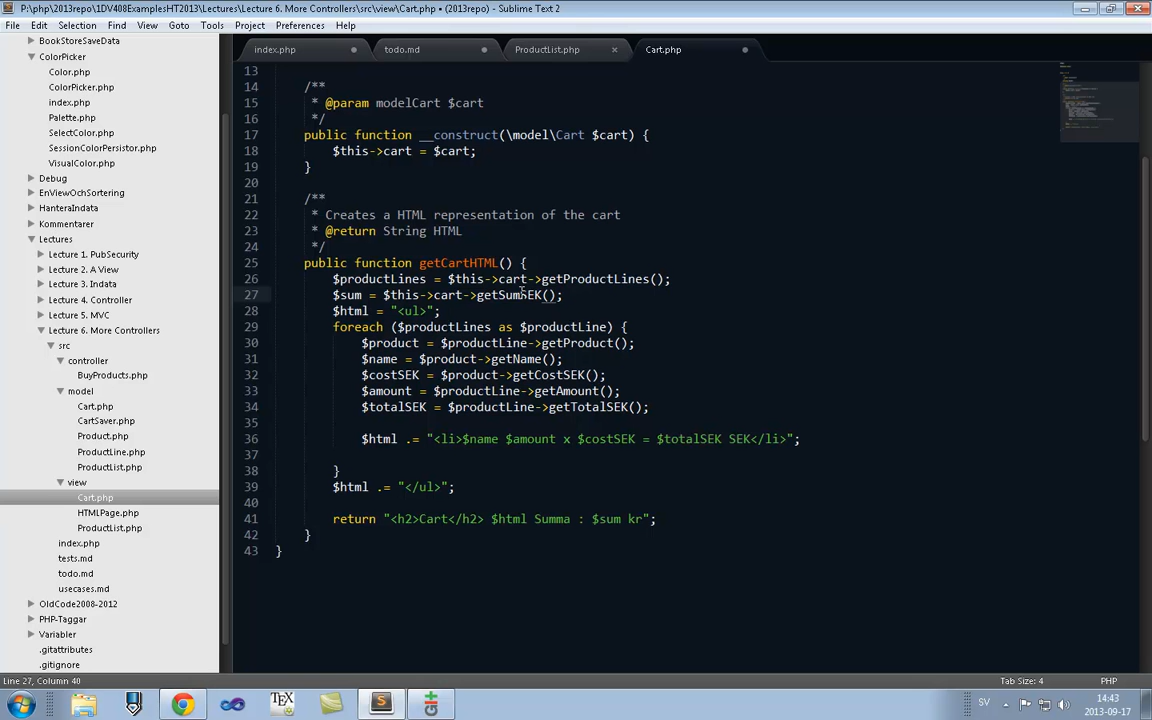 P:\php\2013repo\1DV408ExamplesHT2013\Lectures\Lecture 6. More Controllers\src\view\Cart.php • (2013repo) - Sublime Text 2
File Edit Selection Find View Goto Tools Project Preferences Help
BookStoreSaveData
ColorPicker
Color.php
ColorPicker.php
index.php
Palette.php
SelectColor.php
SessionColorPersistor.php
VisualColor.php
Debug
EnViewOchSortering
HanteraIndata
Kommentarer
Lectures
Lecture 1. PubSecurity
Lecture 2. A View
Lecture 3. Indata
Lecture 4. Controller
Lecture 5. MVC
Lecture 6. More Controllers
src
controller
BuyProducts.php
model
Cart.php
CartSaver.php
Product.php
ProductLine.php
ProductList.php
view
Cart.php
HTMLPage.php
ProductList.php
index.php
tests.md
todo.md
usecases.md
OldCode2008-2012
PHP-Taggar
Variabler
.gitattributes
.gitignore
index.php todo.md ProductList.php Cart.php
13
14 /**
15 * @param modelCart $cart
16 */
17 public function __construct(\model\Cart $cart) {
18 $this->cart = $cart;
19 }
20
21 /**
22 * Creates a HTML representation of the cart
23 * @return String HTML
24 */
25 public function getCartHTML() {
26 $productLines = $this->cart->getProductLines();
27 $sum = $this->cart->getSumSEK();
28 $html = "<ul>";
29 foreach ($productLines as $productLine) {
30 $product = $productLine->getProduct();
31 $name = $product->getName();
32 $costSEK = $product->getCostSEK();
33 $amount = $productLine->getAmount();
34 $totalSEK = $productLine->getTotalSEK();
35
36 $html .= "<li>$name $amount x $costSEK = $totalSEK SEK</li>";
37
38 }
39 $html .= "</ul>";
40
41 return "<h2>Cart</h2> $html Summa : $sum kr";
42 }
43 }
Line 27, Column 40 Tab Size: 4 PHP
SV 14:43
2013-09-17